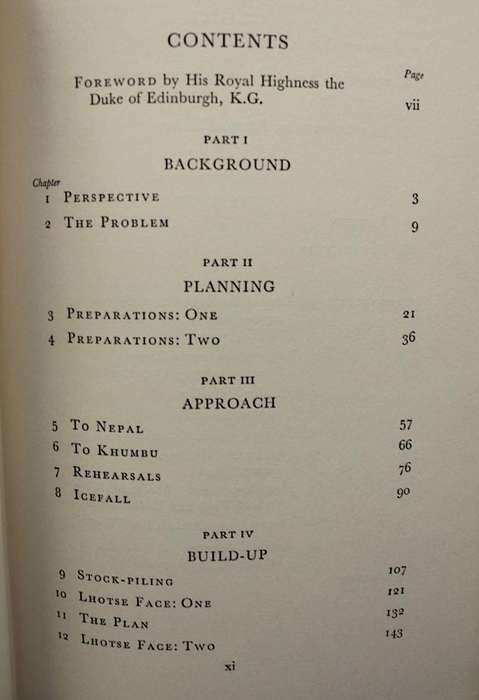 CONTENTS
Page
FOREWORD by His Royal Highness the
Duke of Edinburgh, K.G. vii
PART I
BACKGROUND
Chapter
1 PERSPECTIVE 3
2 THE PROBLEM 9
PART II
PLANNING
3 PREPARATIONS: ONE 21
4 PREPARATIONS: TWO 36
PART III
APPROACH
5 TO NEPAL 57
6 TO KHUMBU 66
7 REHEARSALS 76
8 ICEFALL 90
PART IV
BUILD-UP
9 STOCK-PILING 107
10 LHOTSE FACE: ONE 121
11 THE PLAN 132
12 LHOTSE FACE: TWO 143
xi